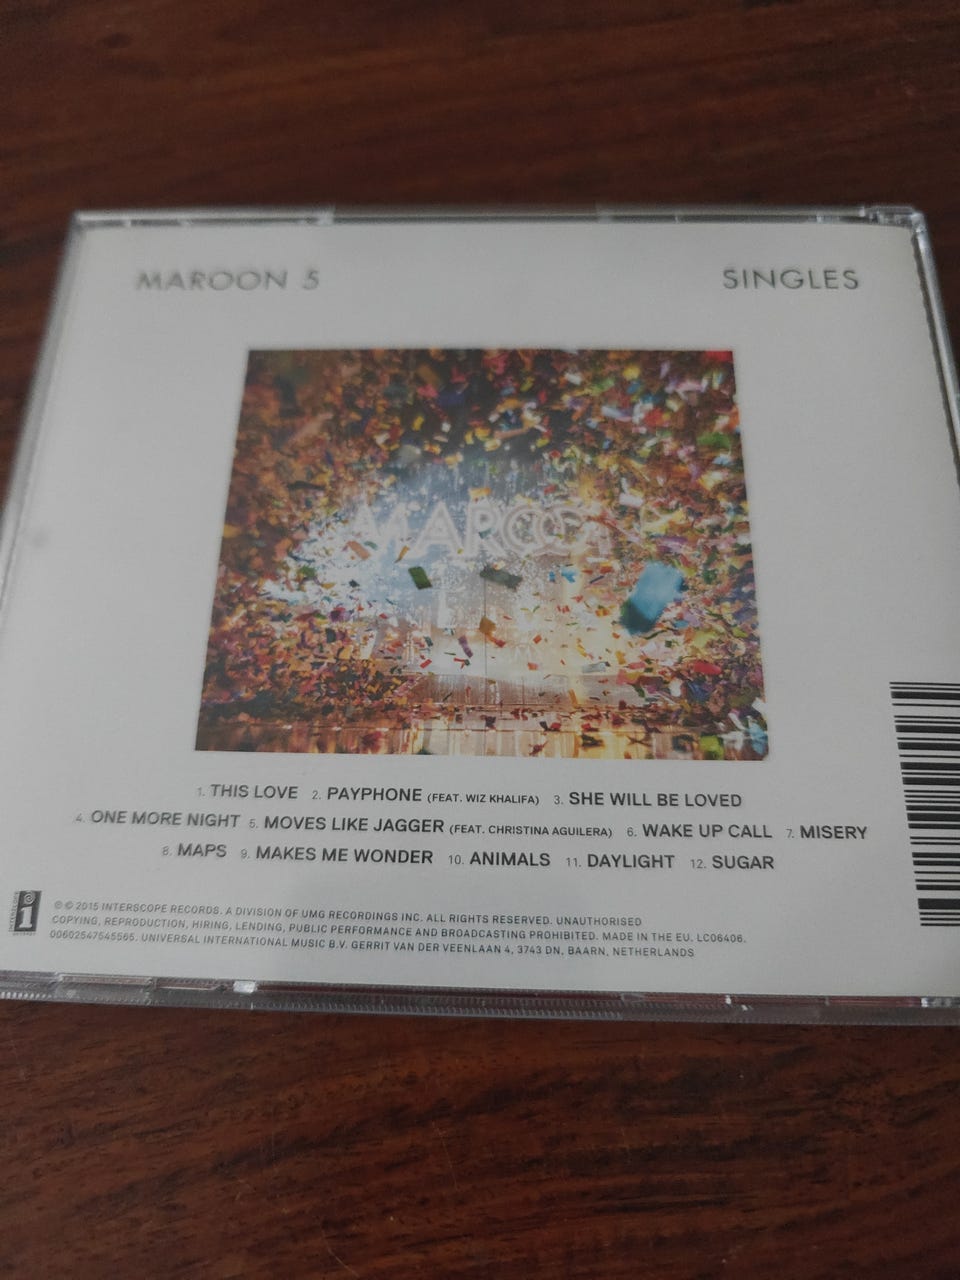 MAROON 5
SINGLES
MAROON
1. THIS LOVE 2. PAYPHONE (FEAT. WIZ KHALIFA) 3. SHE WILL BE LOVED
4. ONE MORE NIGHT 5. MOVES LIKE JAGGER (FEAT. CHRISTINA AGUILERA) 6. WAKE UP CALL 7. MISERY
8. MAPS 9. MAKES ME WONDER 10. ANIMALS 11. DAYLIGHT 12. SUGAR
℗ © 2015 INTERSCOPE RECORDS. A DIVISION OF UMG RECORDINGS INC. ALL RIGHTS RESERVED. UNAUTHORISED
COPYING, REPRODUCTION, HIRING, LENDING, PUBLIC PERFORMANCE AND BROADCASTING PROHIBITED. MADE IN THE EU. LC06406.
00602547545565. UNIVERSAL INTERNATIONAL MUSIC B.V. GERRIT VAN DER VEENLAAN 4, 3743 DN, BAARN, NETHERLANDS
INTERSCOPE
i